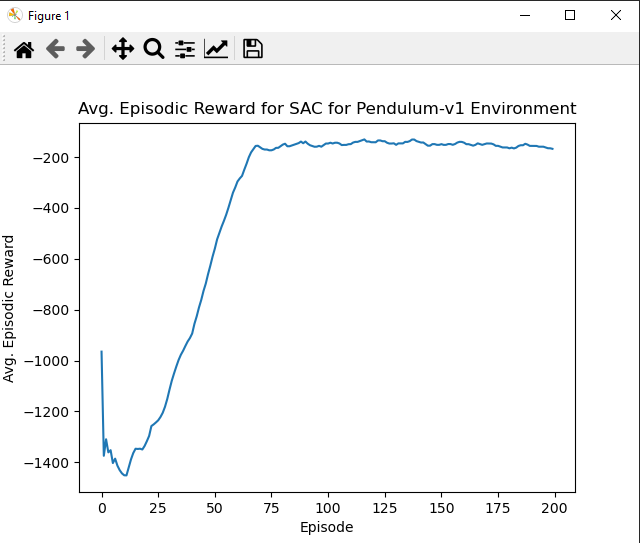 Figure 1
Avg. Episodic Reward for SAC for Pendulum-v1 Environment
Avg. Episodic Reward
−200
−400
−600
−800
−1000
−1200
−1400
0 25 50 75 100 125 150 175 200
Episode